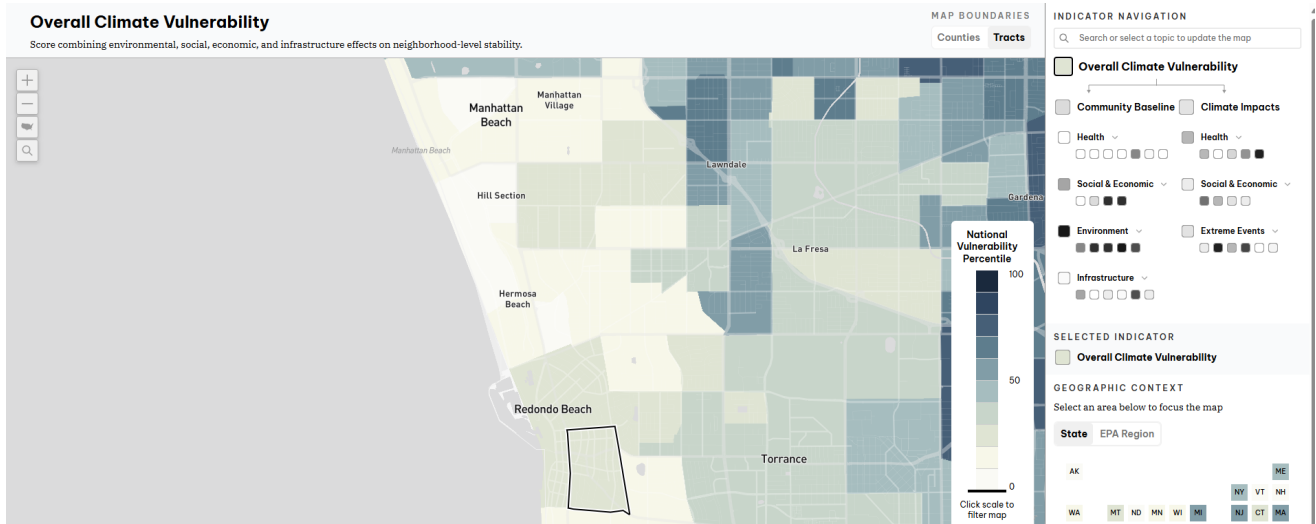 Overall Climate Vulnerability
Score combining environmental, social, economic, and infrastructure effects on neighborhood-level stability.
MAP BOUNDARIES
Counties Tracts
Manhattan
Beach
Manhattan
Village
Manhattan Beach
Lawndale
Hill Section
Gardena
La Fresa
Hermosa
Beach
Redondo Beach
Torrance
National
Vulnerability
Percentile
100
50
0
Click scale to
filter map
INDICATOR NAVIGATION
Search or select a topic to update the map
Overall Climate Vulnerability
Community Baseline Climate Impacts
Health Health
Social & Economic Social & Economic
Environment Extreme Events
Infrastructure
SELECTED INDICATOR
Overall Climate Vulnerability
GEOGRAPHIC CONTEXT
Select an area below to focus the map
State EPA Region
AK ME
NY VT NH
WA MT ND MN WI MI NJ CT MA